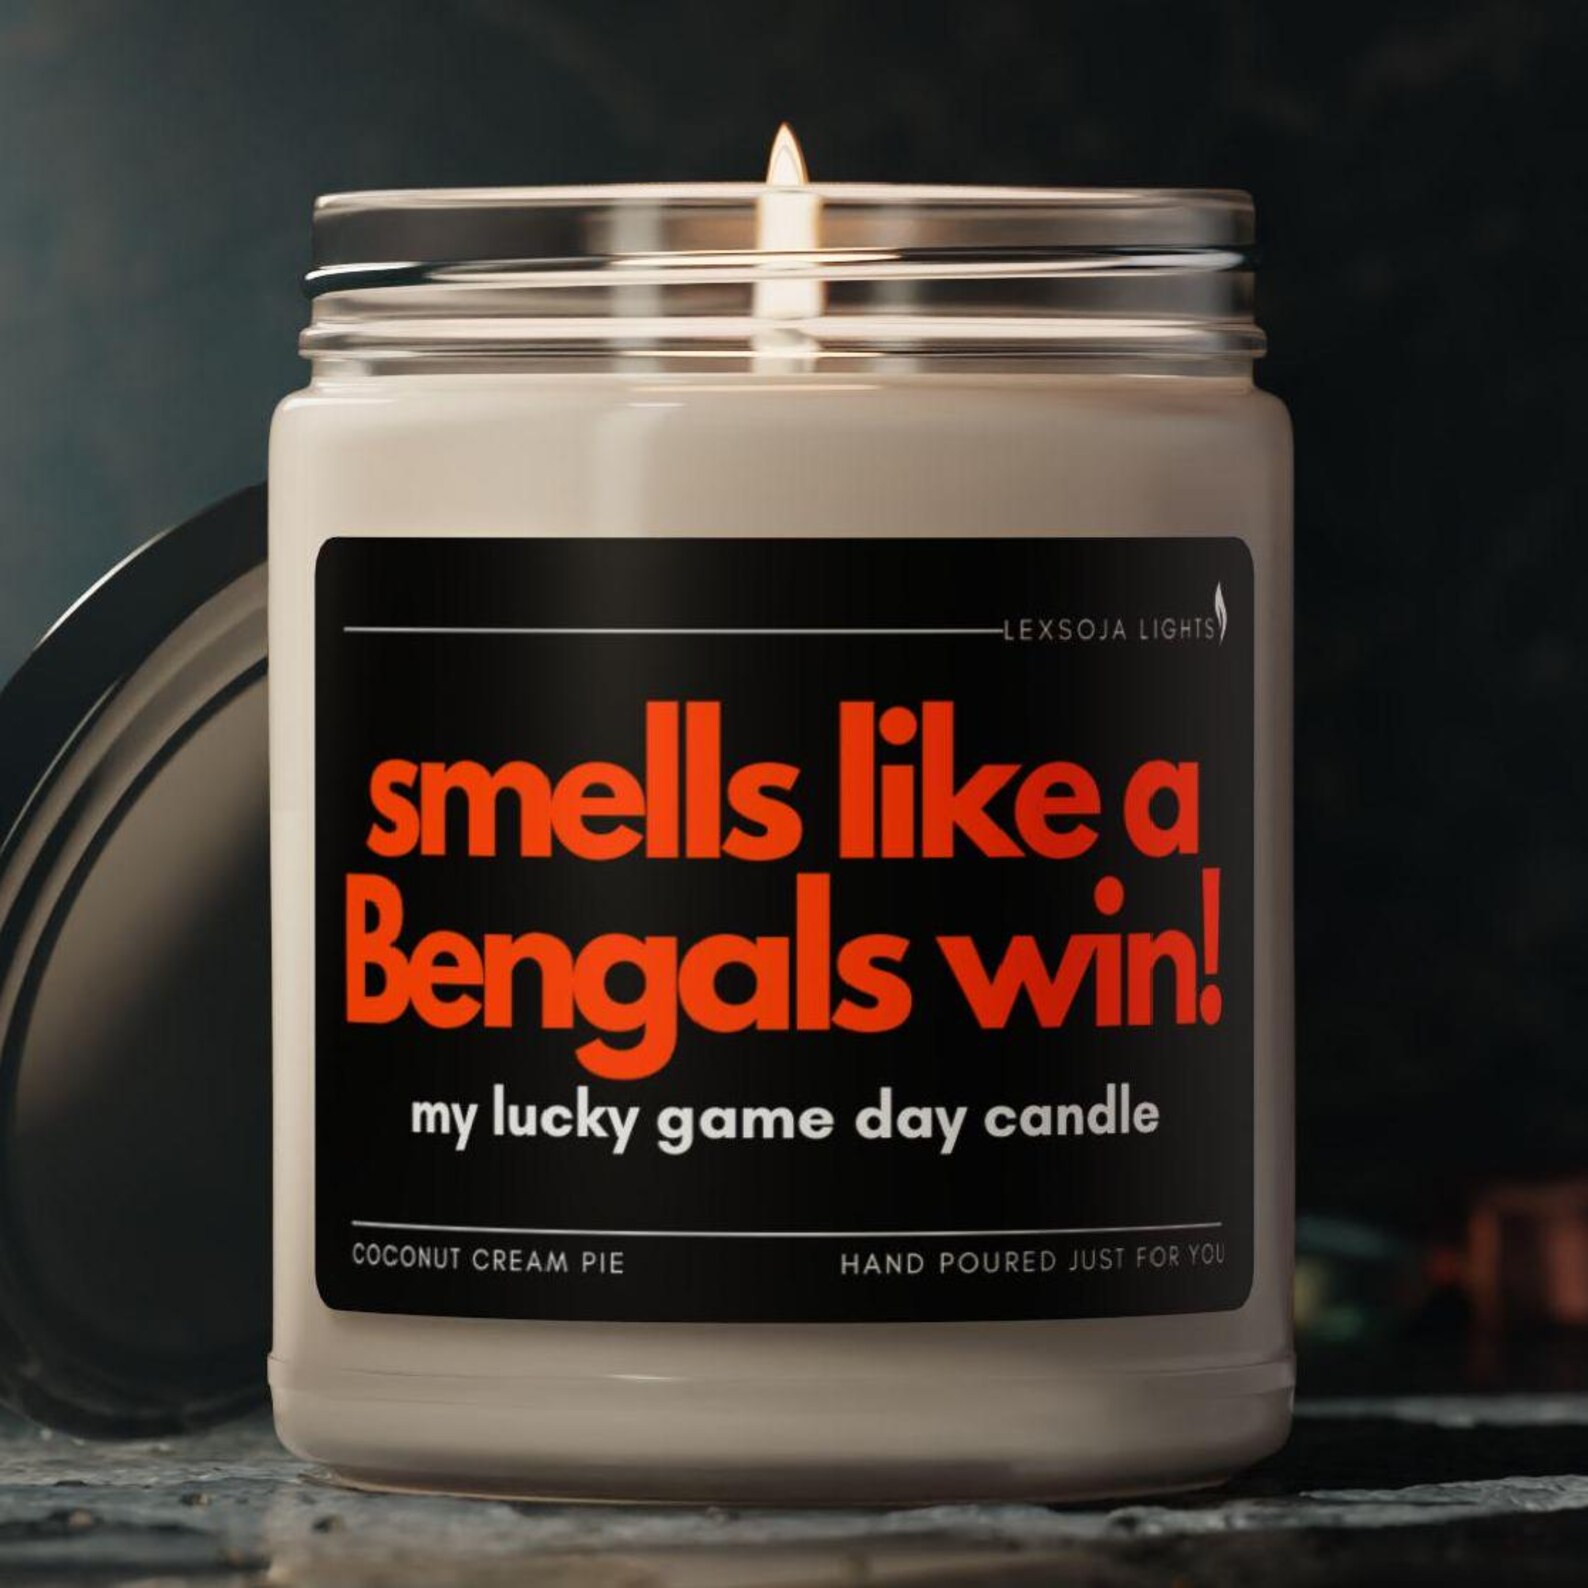 LEXSOJA LIGHTS
smells like a
Bengals win!
my lucky game day candle
COCONUT CREAM PIE
HAND POURED JUST FOR YOU